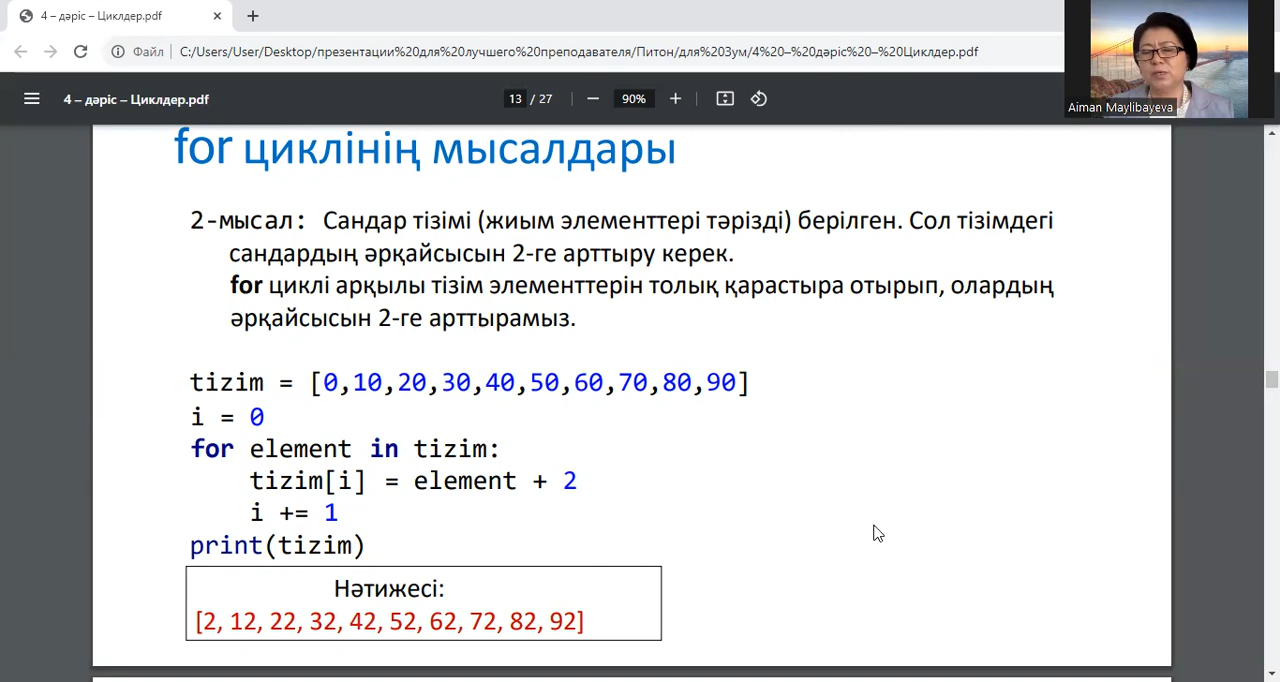 4 – дәріс – Циклдер.pdf
Файл
C:/Users/User/Desktop/презентации%20для%20лучшего%20преподавателя/Питон/для%20зум/4%20–%20дәріс%20–%20Циклдер.pdf
Aiman Maylibayeva
4 – дәріс – Циклдер.pdf
13 / 27
90%
for циклінің мысалдары
2-мысал: Сандар тізімі (жиым элементтері тәрізді) берілген. Сол тізімдегі
сандардың әрқайсысын 2-ге арттыру керек.
for циклі арқылы тізім элементтерін толық қарастыра отырып, олардың
әрқайсысын 2-ге арттырамыз.
tizim = [0,10,20,30,40,50,60,70,80,90]
i = 0
for element in tizim:
    tizim[i] = element + 2
    i += 1
print(tizim)
Нәтижесі:
[2, 12, 22, 32, 42, 52, 62, 72, 82, 92]